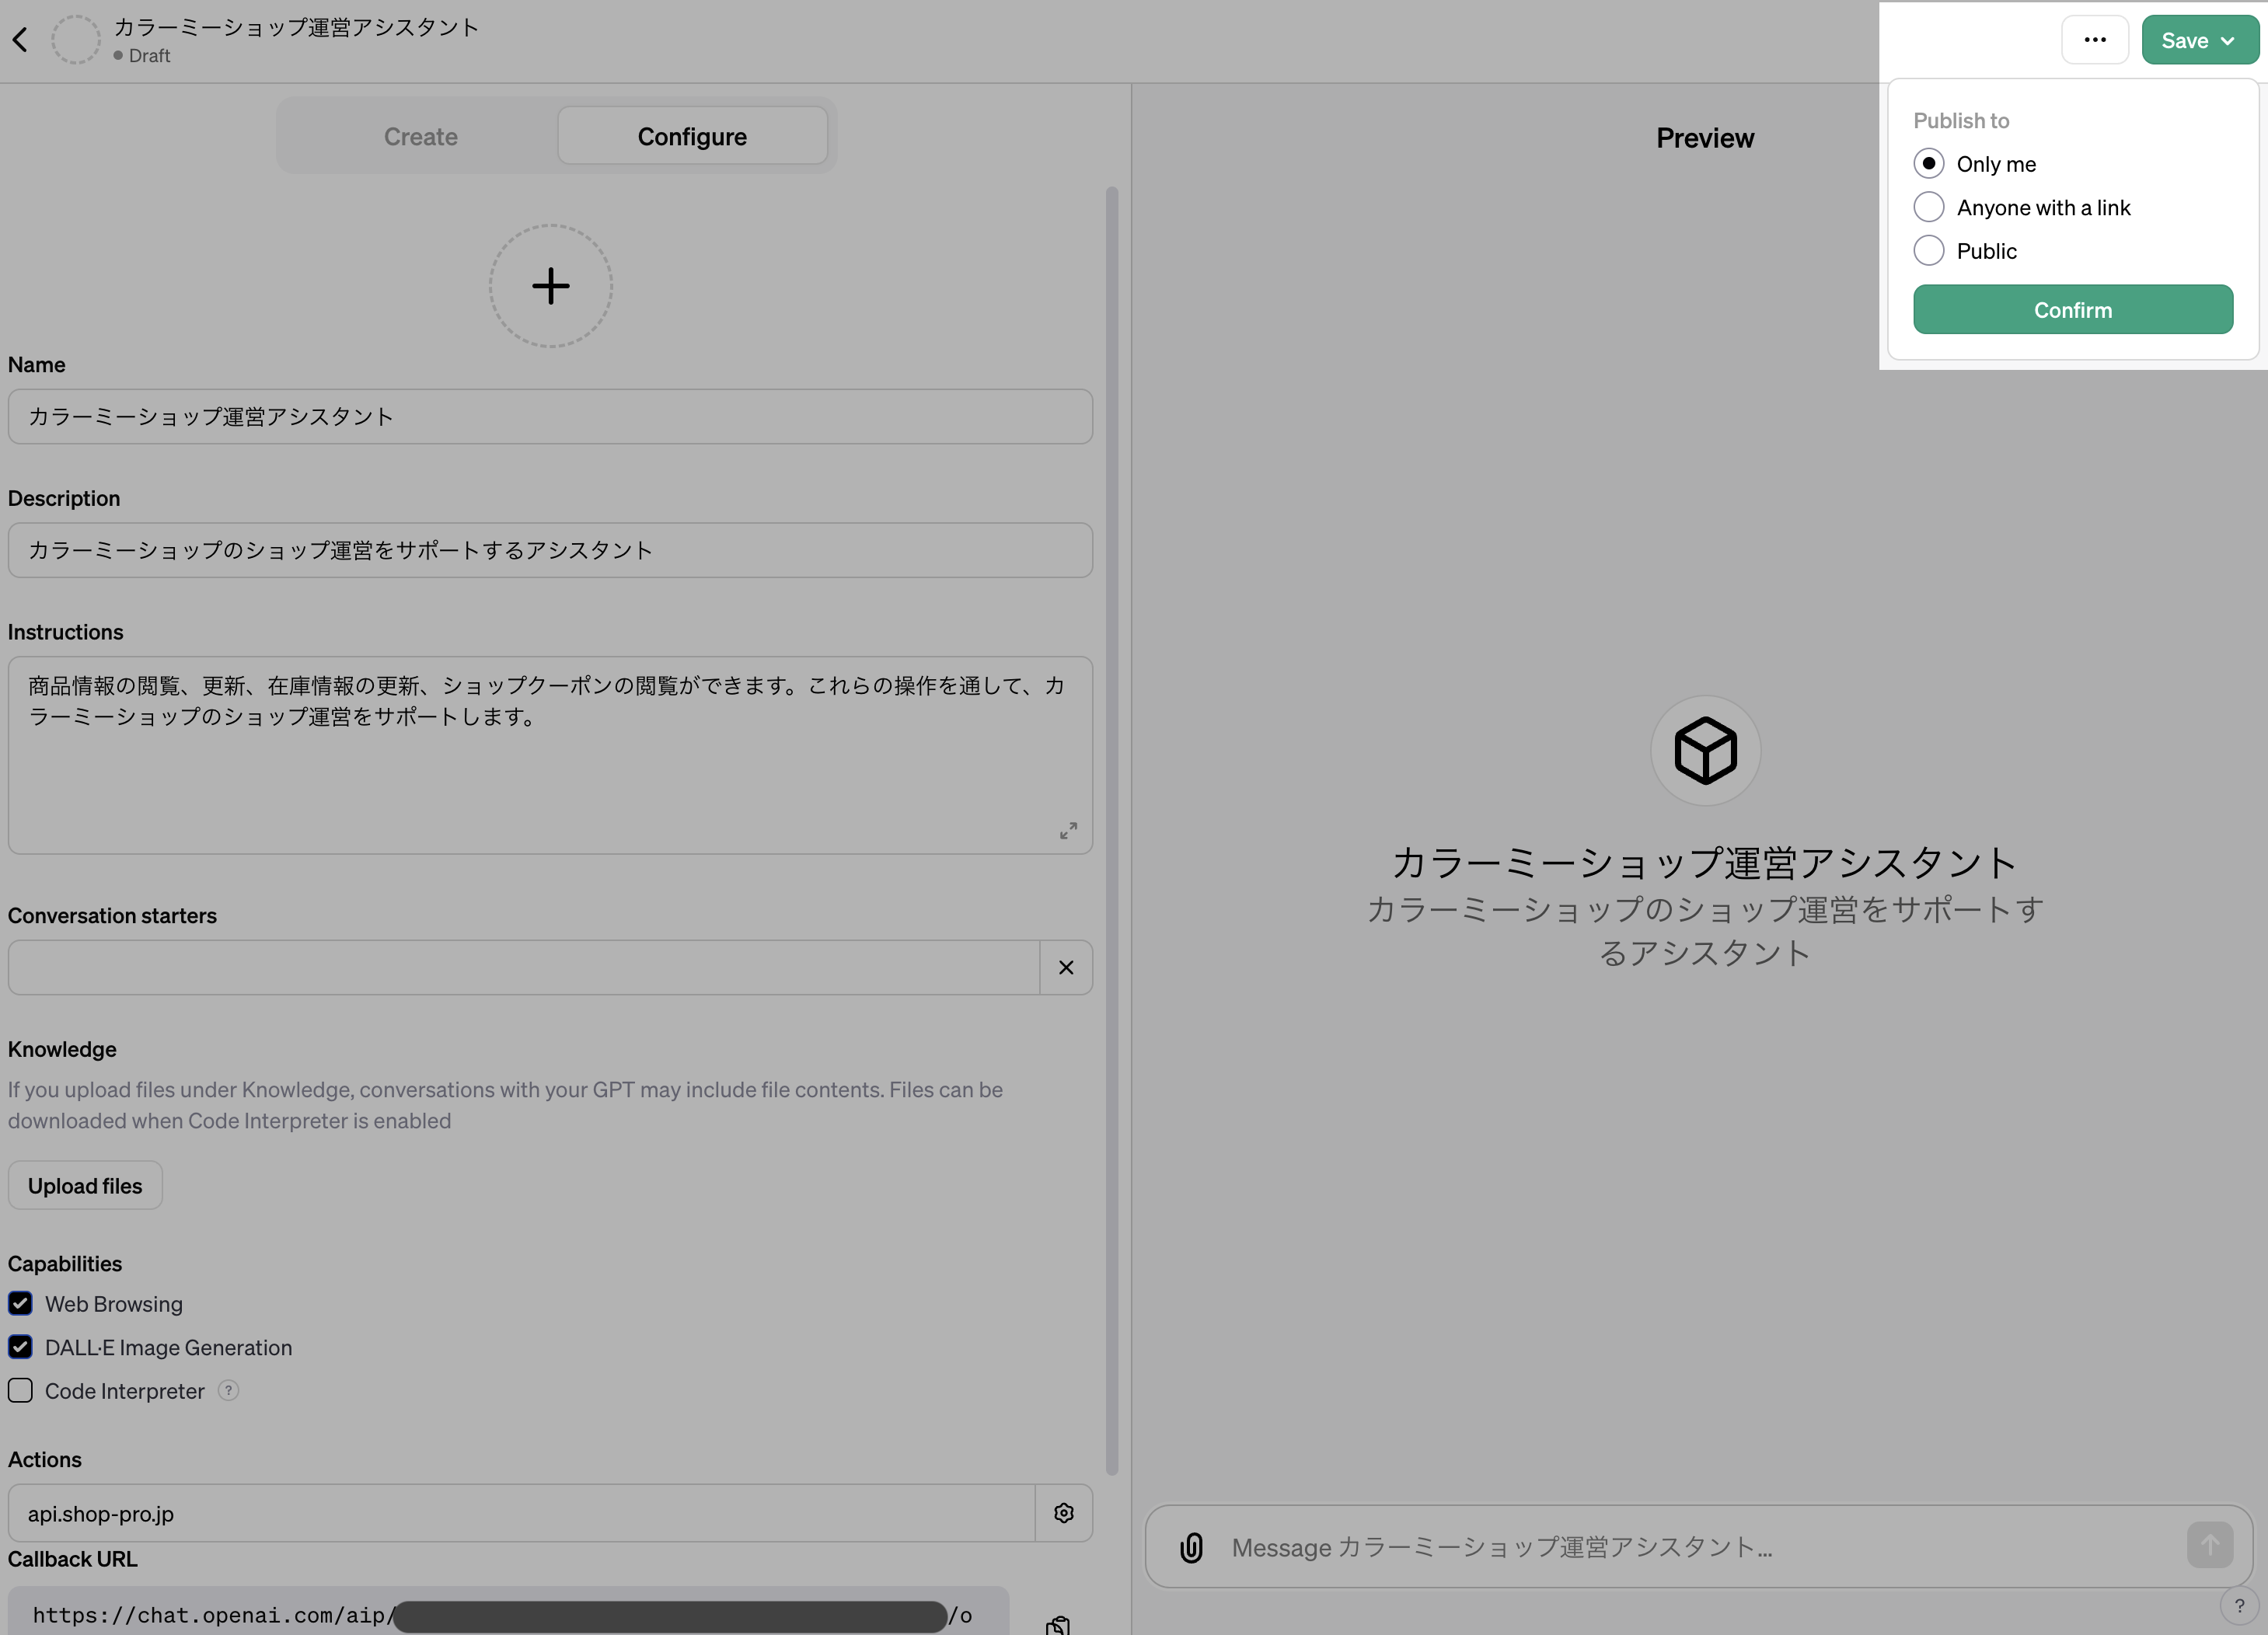 カラーミーショップ運営アシスタント
Draft
Save
Publish to
Only me
Anyone with a link
Public
Confirm
Create
Configure
Name
カラーミーショップ運営アシスタント
Description
カラーミーショップのショップ運営をサポートするアシスタント
Instructions
商品情報の閲覧、更新、在庫情報の更新、ショップクーポンの閲覧ができます。これらの操作を通して、カ
ラーミーショップのショップ運営をサポートします。
Conversation starters
Knowledge
If you upload files under Knowledge, conversations with your GPT may include file contents. Files can be
downloaded when Code Interpreter is enabled
Upload files
Capabilities
Web Browsing
DALL·E Image Generation
Code Interpreter ?
Actions
api.shop-pro.jp
Callback URL
https://chat.openai.com/aip/ /o
Preview
カラーミーショップ運営アシスタント
カラーミーショップのショップ運営をサポートす
るアシスタント
Message カラーミーショップ運営アシスタント...
?